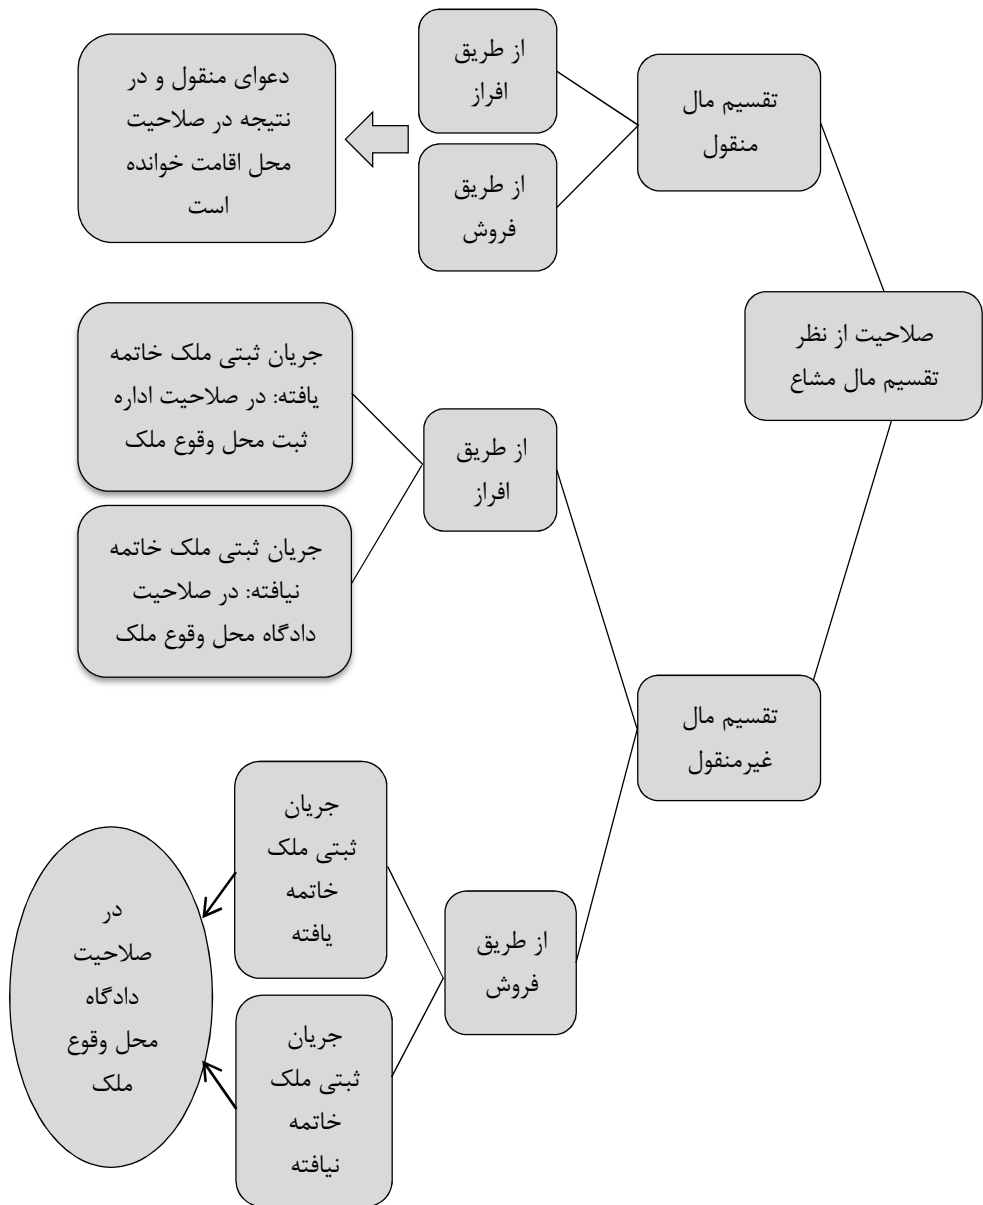 صلاحیت از نظر
تقسیم مال مشاع
تقسیم مال
منقول
از طریق
افراز
از طریق
فروش
دعوای منقول و در
نتیجه در صلاحیت
محل اقامت خوانده
است
تقسیم مال
غیرمنقول
از طریق
افراز
جریان ثبتی ملک خاتمه
یافته: در صلاحیت اداره
ثبت محل وقوع ملک
جریان ثبتی ملک خاتمه
نیافته: در صلاحیت
دادگاه محل وقوع ملک
از طریق
فروش
جریان
ثبتی ملک
خاتمه
یافته
جریان
ثبتی ملک
خاتمه
نیافته
در
صلاحیت
دادگاه
محل وقوع
ملک